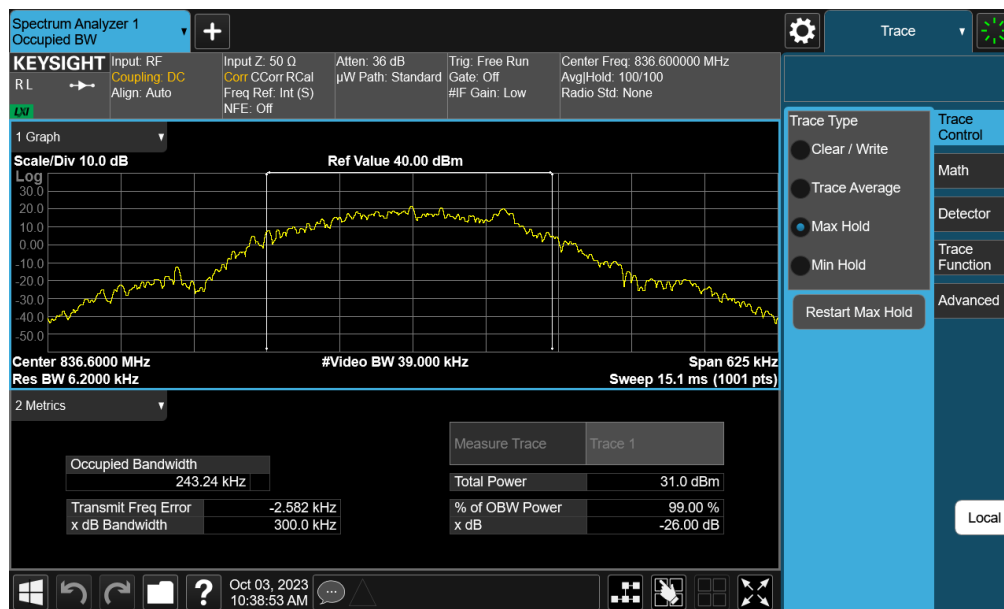 Spectrum Analyzer 1
Occupied BW
+
Trace
KEYSIGHT
R L
LXI
Input: RF
Coupling: DC
Align: Auto
Input Z: 50 Ω
Corr CCorr RCal
Freq Ref: Int (S)
NFE: Off
Atten: 36 dB
µW Path: Standard
Trig: Free Run
Gate: Off
#IF Gain: Low
Center Freq: 836.600000 MHz
Avg|Hold: 100/100
Radio Std: None
1 Graph
Scale/Div 10.0 dB
Ref Value 40.00 dBm
Log
30.0
20.0
10.0
0.00
-10.0
-20.0
-30.0
-40.0
-50.0
Center 836.6000 MHz
#Video BW 39.000 kHz
Span 625 kHz
Res BW 6.2000 kHz
Sweep 15.1 ms (1001 pts)
2 Metrics
Measure Trace
Trace 1
Occupied Bandwidth
243.24 kHz
Total Power
31.0 dBm
Transmit Freq Error
-2.582 kHz
% of OBW Power
99.00 %
x dB Bandwidth
300.0 kHz
x dB
-26.00 dB
Trace Type
Clear / Write
Trace Average
Max Hold
Min Hold
Restart Max Hold
Trace
Control
Math
Detector
Trace
Function
Advanced
Local
?
Oct 03, 2023
10:38:53 AM